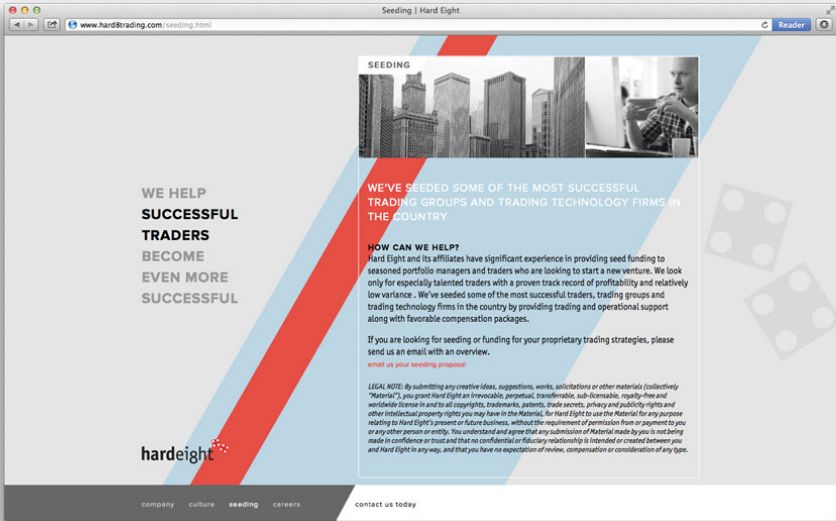 Seeding | Hard Eight
www.hard8trading.com/seeding.html
Reader
SEEDING
WE HELP
SUCCESSFUL
TRADERS
BECOME
EVEN MORE
SUCCESSFUL
WE'VE SEEDED SOME OF THE MOST SUCCESSFUL
TRADING GROUPS AND TRADING TECHNOLOGY FIRMS IN
THE COUNTRY
HOW CAN WE HELP?
Hard Eight and its affiliates have significant experience in providing seed funding to
seasoned portfolio managers and traders who are looking to start a new venture. We look
only for especially talented traders with a proven track record of profitability and relatively
low variance . We've seeded some of the most successful traders, trading groups and
trading technology firms in the country by providing trading and operational support
along with favorable compensation packages.
If you are looking for seeding or funding for your proprietary trading strategies, please
send us an email with an overview.
email us your seeding proposal
LEGAL NOTE: By submitting any creative ideas, suggestions, works, solicitations or other materials (collectively
"Material"), you grant Hard Eight an irrevocable, perpetual, transferrable, sub-licensable, royalty-free and
worldwide license in and to all copyrights, trademarks, patents, trade secrets, privacy and publicity rights and
other intellectual property rights you may have in the Material, for Hard Eight to use the Material for any purpose
relating to Hard Eight's present or future business, without the requirement of permission from or payment to you
or any other person or entity. You understand and agree that any submission of Material made by you is not being
made in confidence or trust and that no confidential or fiduciary relationship is intended or created between you
and Hard Eight in any way, and that you have no expectation of review, compensation or consideration of any type.
hardeight
company culture seeding careers
contact us today